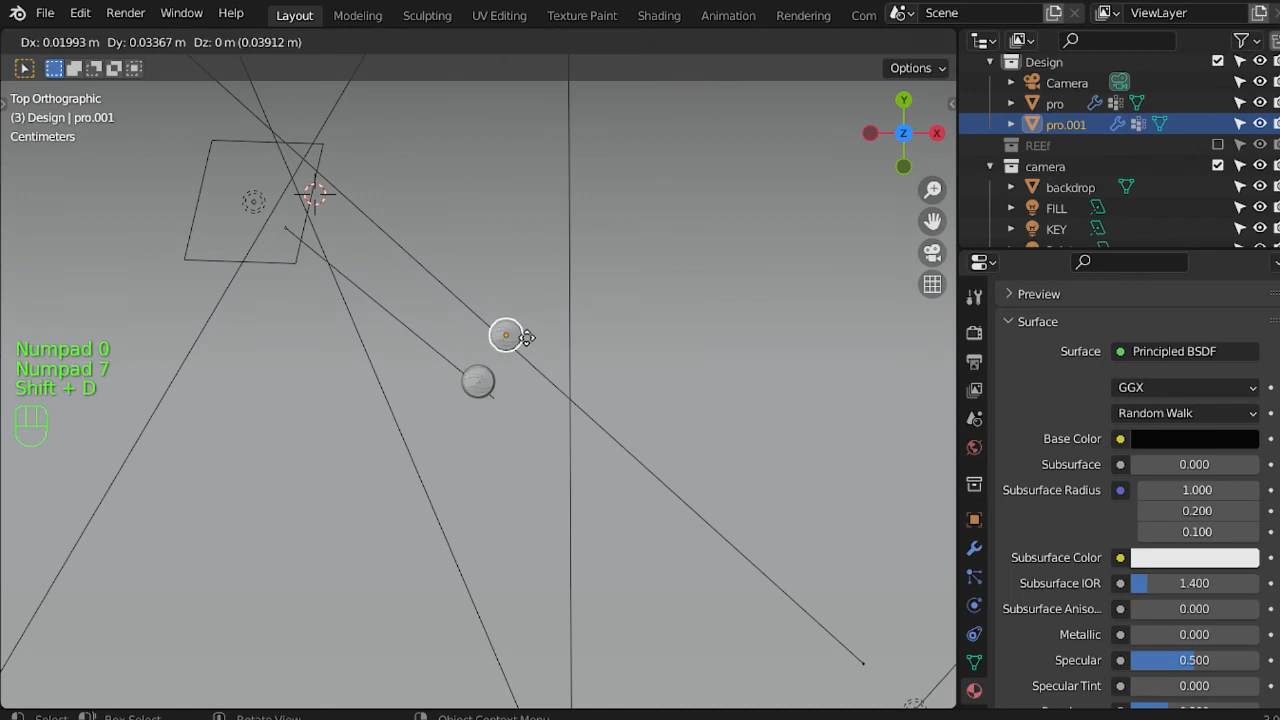 File Edit Render Window Help Layout Modeling Sculpting UV Editing Texture Paint Shading Animation Rendering Com Scene ViewLayer
Dx: 0.01993 m Dy: 0.03367 m Dz: 0 m (0.03912 m)
Options
Top Orthographic
(3) Design | pro.001
Centimeters
Y
X
Z
Numpad 0
Numpad 7
Shift + D
Design
Camera
pro
pro.001
REEf
camera
backdrop
FILL
KEY
Preview
Surface
Surface Principled BSDF
GGX
Random Walk
Base Color
Subsurface 0.000
Subsurface Radius 1.000
0.200
0.100
Subsurface Color
Subsurface IOR 1.400
Subsurface Aniso... 0.000
Metallic 0.000
Specular 0.500
Specular Tint 0.000
Select Box Select Rotate View Object Context Menu